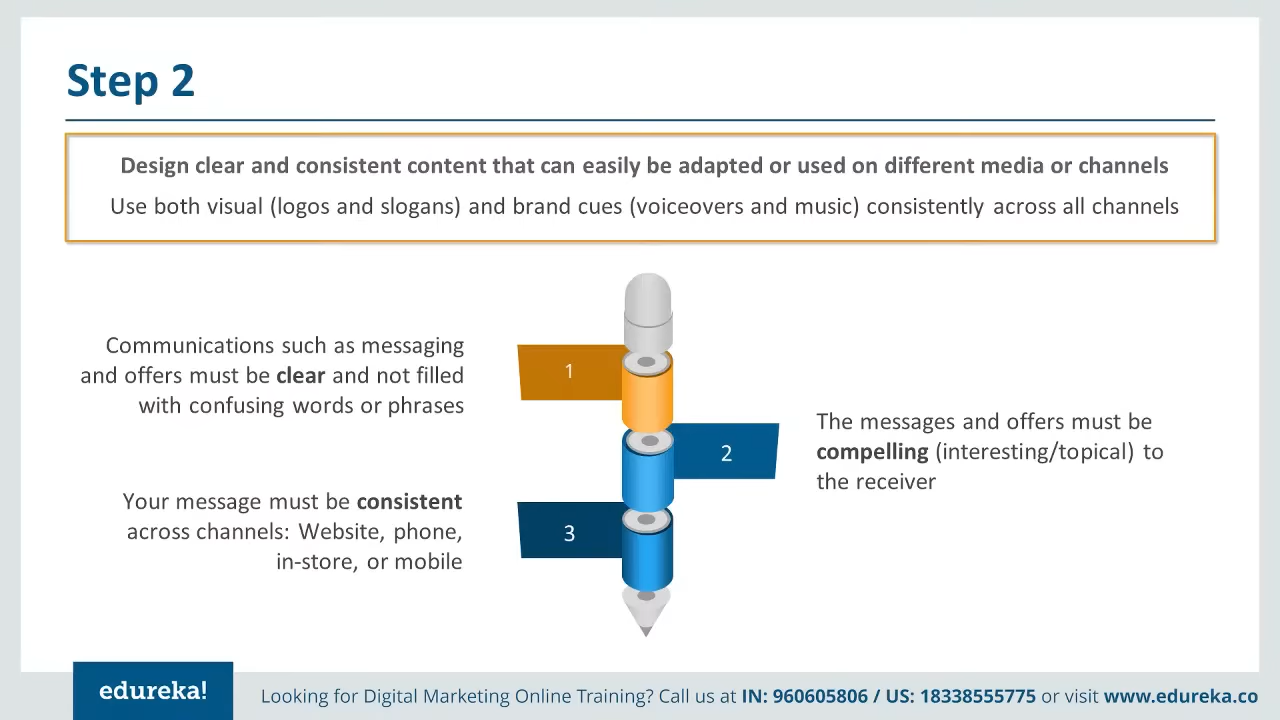 Step 2
Design clear and consistent content that can easily be adapted or used on different media or channels
Use both visual (logos and slogans) and brand cues (voiceovers and music) consistently across all channels
Communications such as messaging
and offers must be clear and not filled
with confusing words or phrases
1
The messages and offers must be
compelling (interesting/topical) to
the receiver
2
Your message must be consistent
across channels: Website, phone,
in-store, or mobile
3
edureka!
Looking for Digital Marketing Online Training? Call us at IN: 960605806 / US: 18338555775 or visit www.edureka.co